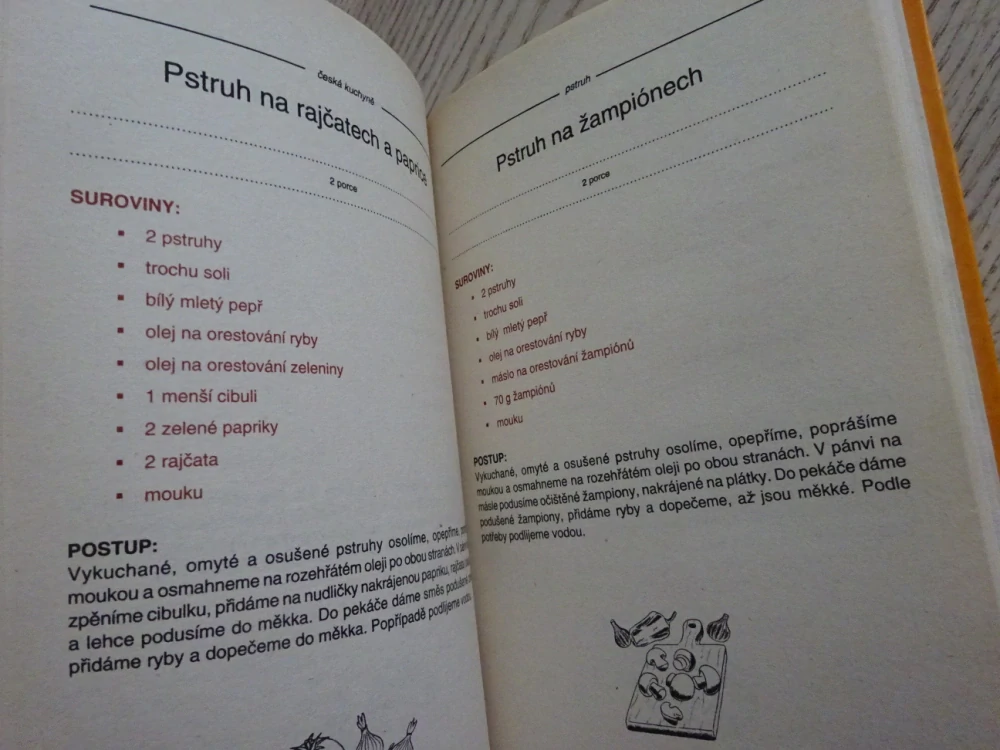 česká kuchyně
Pstruh na rajčatech a paprice
2 porce
SUROVINY:
2 pstruhy
trochu soli
bílý mletý pepř
olej na orestování ryby
olej na orestování zeleniny
1 menší cibuli
2 zelené papriky
2 rajčata
mouku
POSTUP:
Vykuchané, omyté a osušené pstruhy osolíme, opepříme,
moukou a osmahneme na rozehřátém oleji po obou stranách. V
zpěníme cibulku, přidáme na nudličky nakrájenou papriku, rajčata
a lehce podusíme do měkka. Do pekáče dáme směs podušené
přidáme ryby a dopečeme do měkka. Popřípadě podlijeme
pstruh
Pstruh na žampiónech
2 porce
SUROVINY:
2 pstruhy
trochu soli
bílý mletý pepř
olej na orestování ryby
máslo na orestování žampiónů
70 g žampiónů
mouku
POSTUP:
Vykuchané, omyté a osušené pstruhy osolíme, opepříme, poprášíme
moukou a osmahneme na rozehřátém oleji po obou stranách. V pánvi na
másle podusíme očištěné žampiony, nakrájené na plátky. Do pekáče dáme
podušené žampiony, přidáme ryby a dopečeme, až jsou měkké. Podle
potřeby podlijeme vodou.